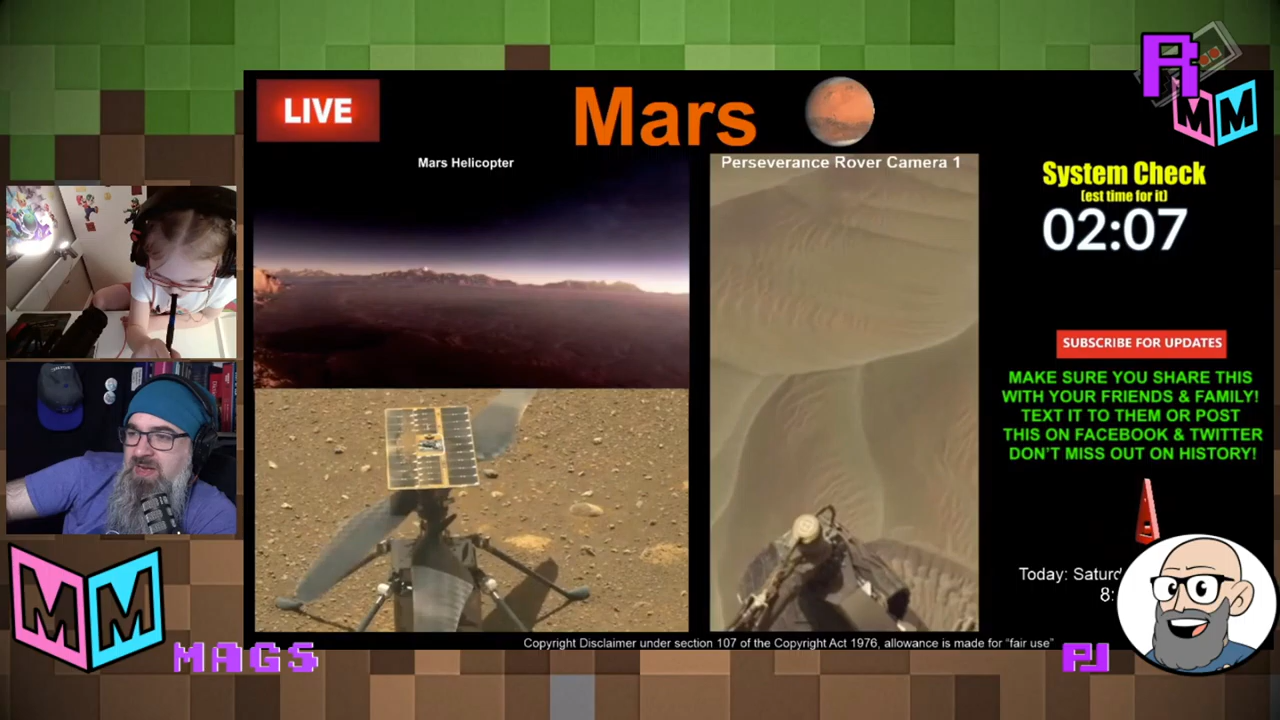 LIVE
Mars
Mars Helicopter
Perseverance Rover Camera 1
System Check
(est time for it)
02:07
SUBSCRIBE FOR UPDATES
MAKE SURE YOU SHARE THIS
WITH YOUR FRIENDS & FAMILY!
TEXT IT TO THEM OR POST
THIS ON FACEBOOK & TWITTER
DON'T MISS OUT ON HISTORY!
Today: Saturd
8:
Copyright Disclaimer under section 107 of the Copyright Act 1976, allowance is made for “fair use”
R
MM
MM
MAGS
PJ